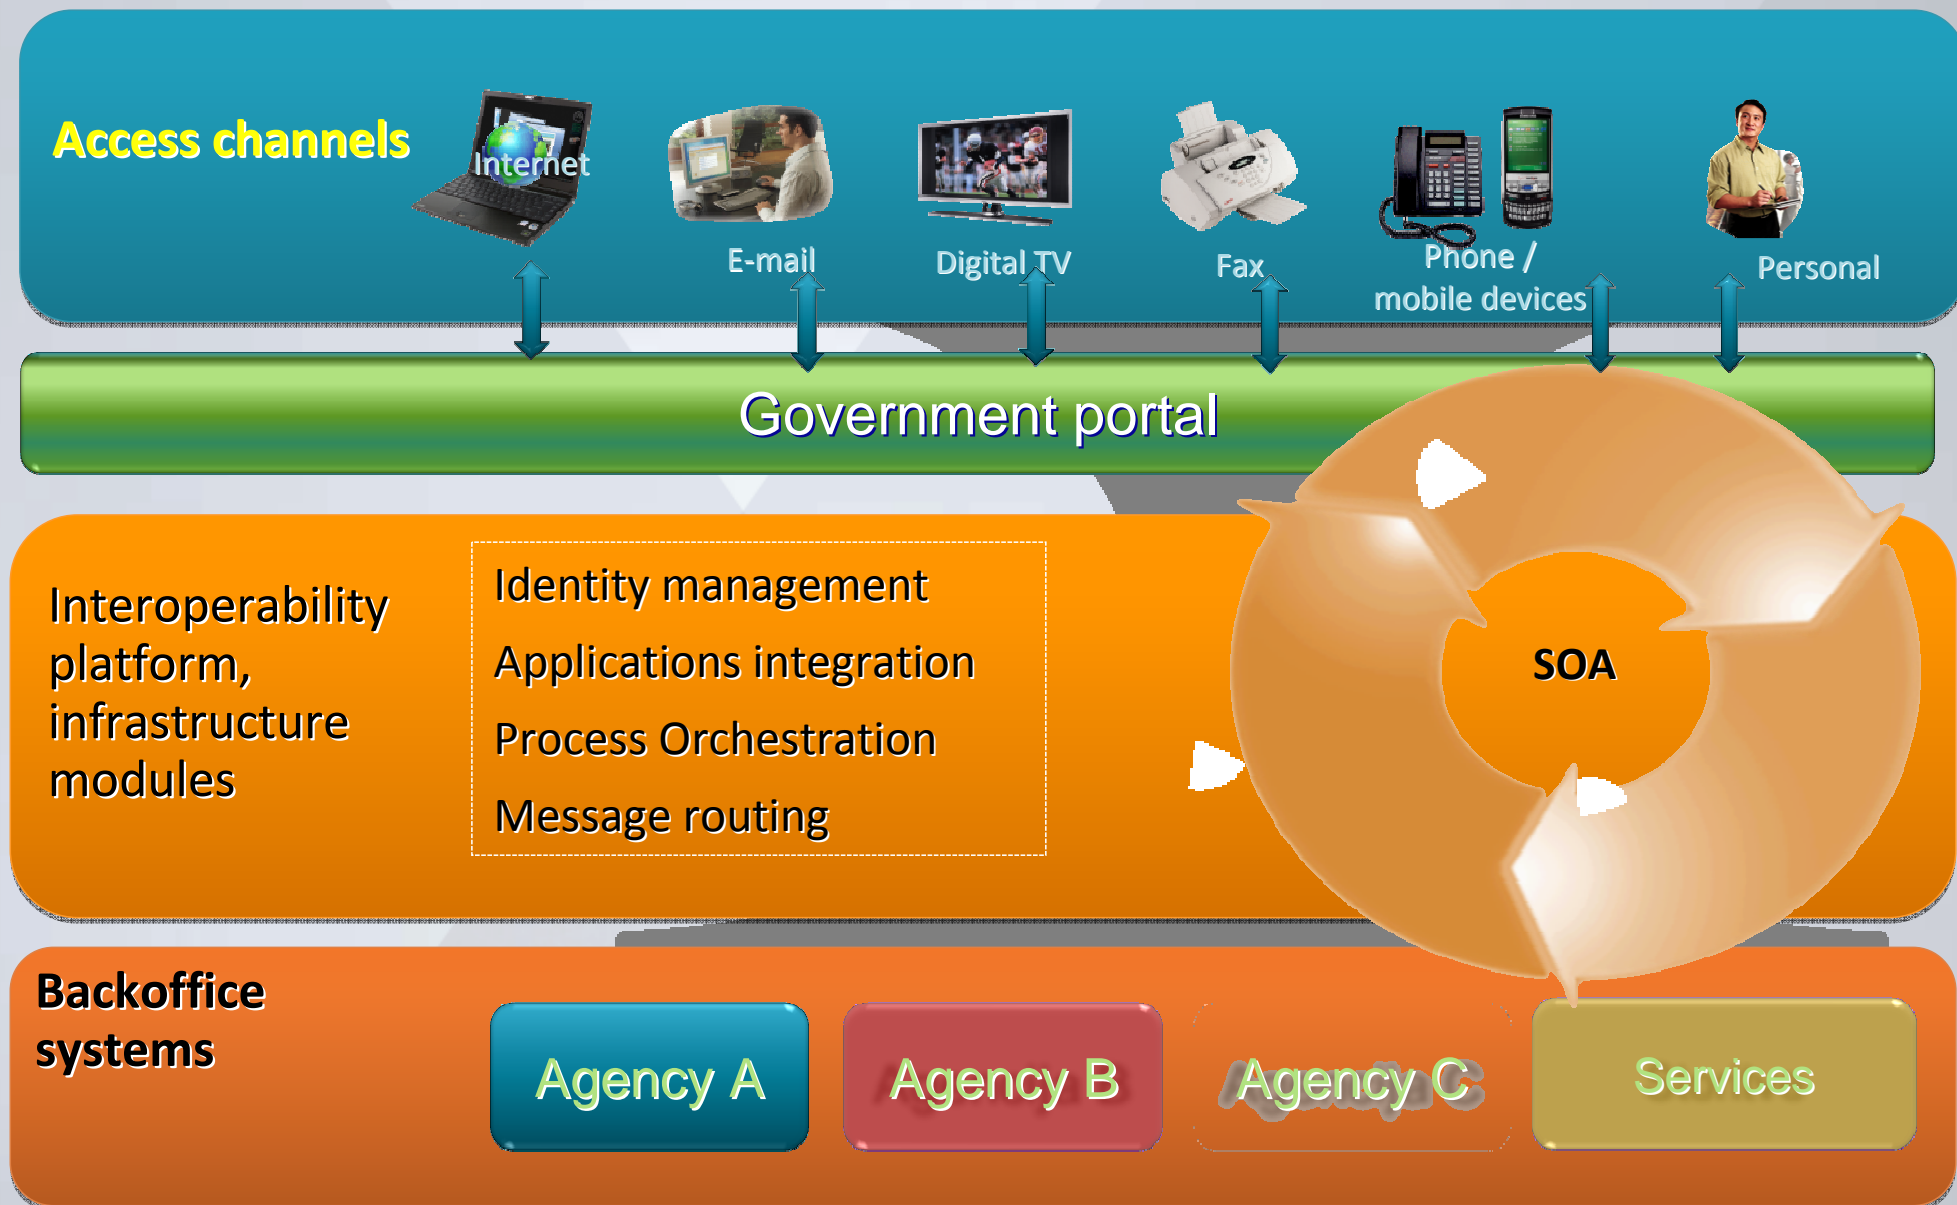 Access channels
Internet
E-mail
Digital TV
Fax
Phone /
mobile devices
Personal
Government portal
Interoperability
platform,
infrastructure
modules
Identity management
Applications integration
Process Orchestration
Message routing
SOA
Backoffice
systems
Agency A
Agency B
Agency C
Services